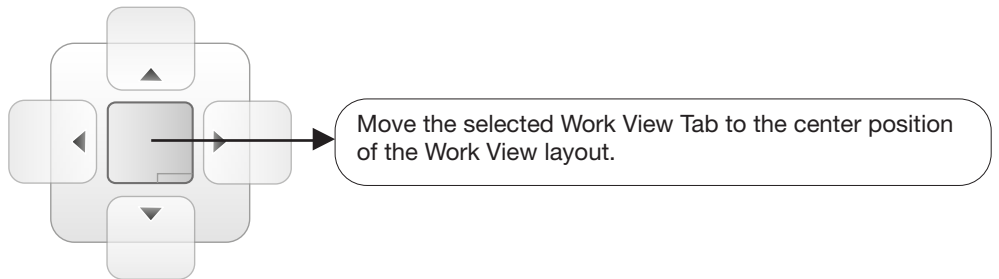 Move the selected Work View Tab to the center position
of the Work View layout.